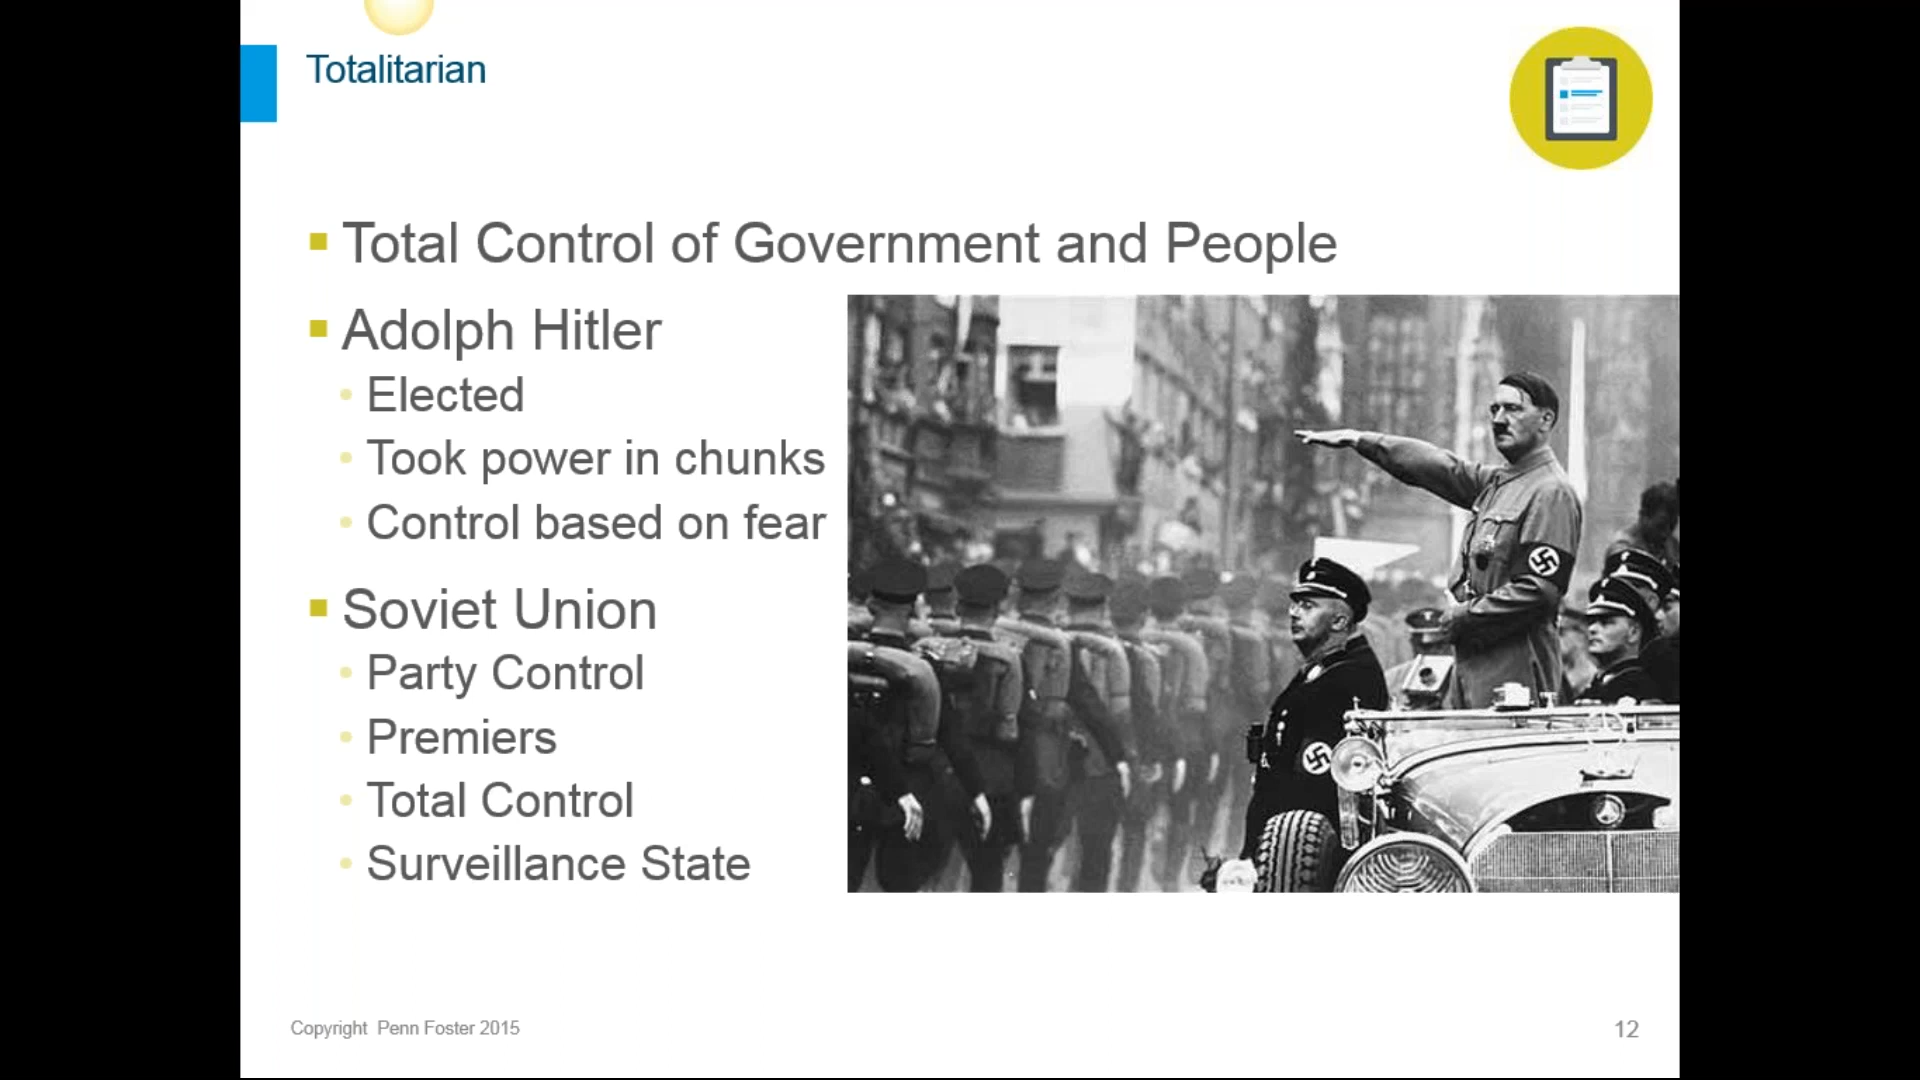 Totalitarian
Total Control of Government and People
Adolph Hitler
Elected
Took power in chunks
Control based on fear
Soviet Union
Party Control
Premiers
Total Control
Surveillance State
Copyright Penn Foster 2015
12